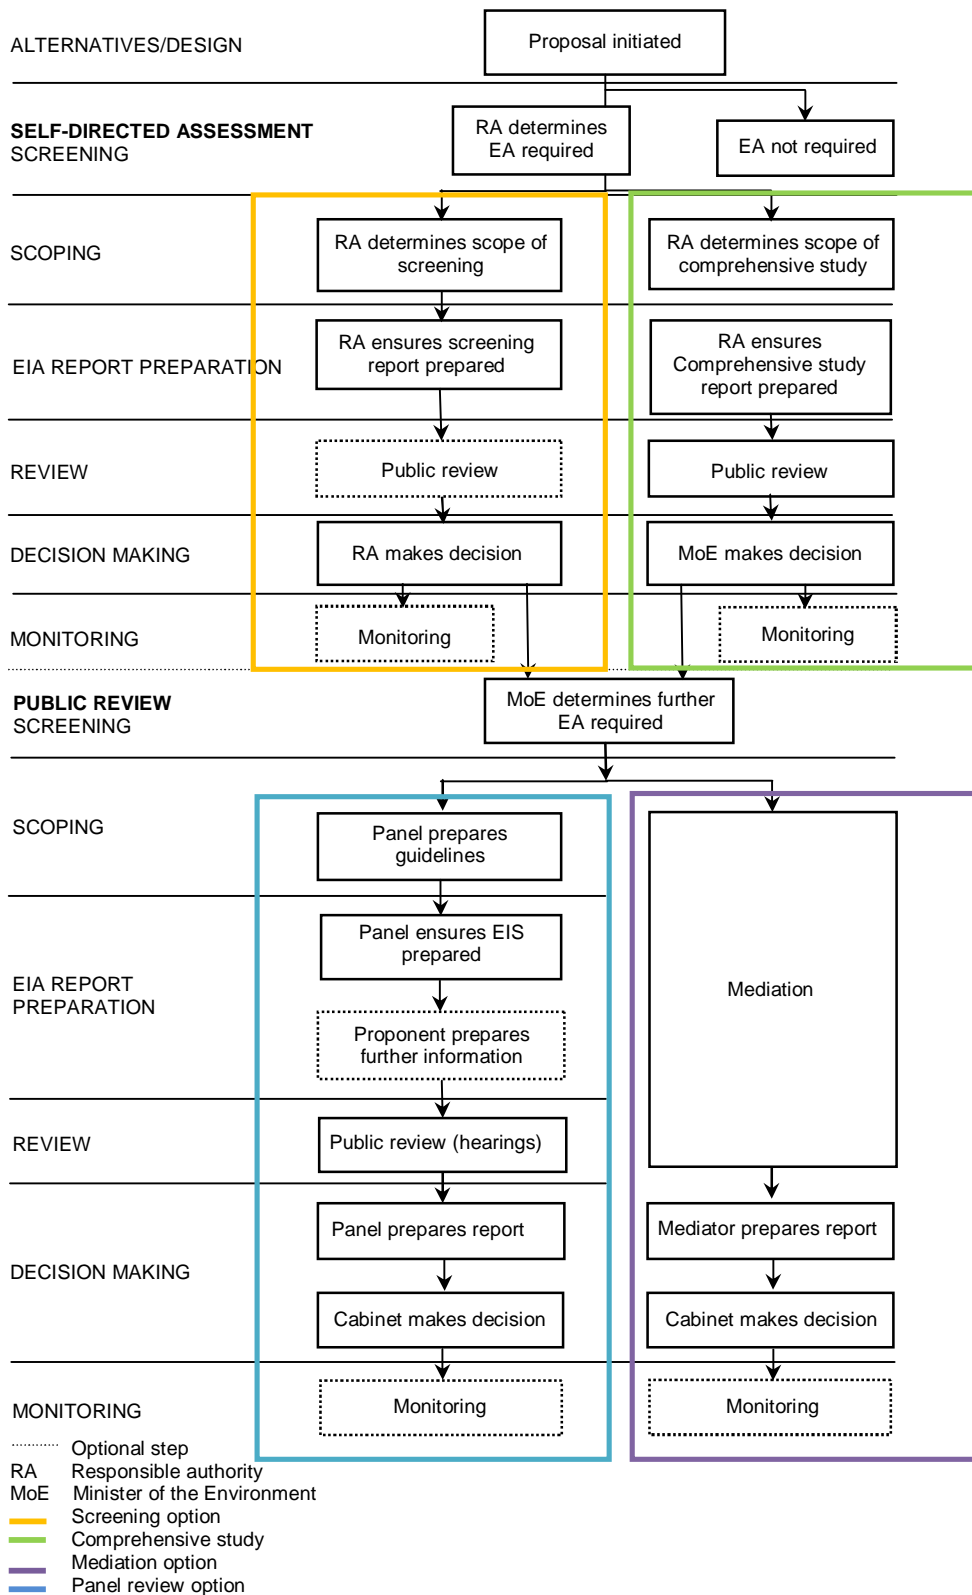 ALTERNATIVES/DESIGN
Proposal initiated
SELF-DIRECTED ASSESSMENT
SCREENING
RA determines
EA required
EA not required
SCOPING
RA determines scope of
screening
RA determines scope of
comprehensive study
EIA REPORT PREPARATION
RA ensures screening
report prepared
RA ensures
Comprehensive study
report prepared
REVIEW
Public review
Public review
DECISION MAKING
RA makes decision
MoE makes decision
MONITORING
Monitoring
Monitoring
PUBLIC REVIEW
SCREENING
MoE determines further
EA required
SCOPING
Panel prepares
guidelines
EIA REPORT
PREPARATION
Panel ensures EIS
prepared
Proponent prepares
further information
Mediation
REVIEW
Public review (hearings)
DECISION MAKING
Panel prepares report
Mediator prepares report
Cabinet makes decision
Cabinet makes decision
MONITORING
Monitoring
Monitoring
Optional step
RA Responsible authority
MoE Minister of the Environment
Screening option
Comprehensive study
Mediation option
Panel review option